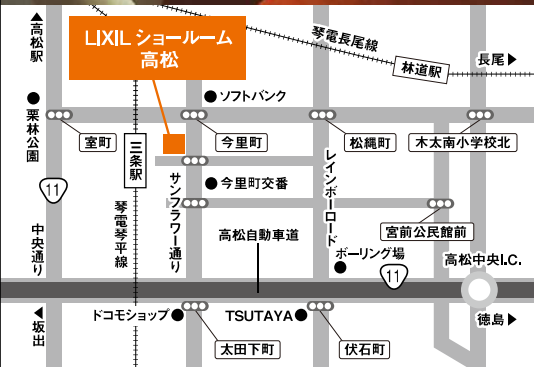 ▲高松駅
LIXIL ショールーム
高松
琴電長尾線
林道駅
長尾▶
栗林公園
ソフトバンク
室町
三条駅
今里町
松縄町
木太南小学校北
11
サンフラワー通り
今里町交番
レインボーロード
中央通り
琴電琴平線
高松自動車道
宮前公民館前
ボーリング場
11
高松中央I.C.
◀坂出
ドコモショップ
TSUTAYA
徳島▶
太田下町
伏石町